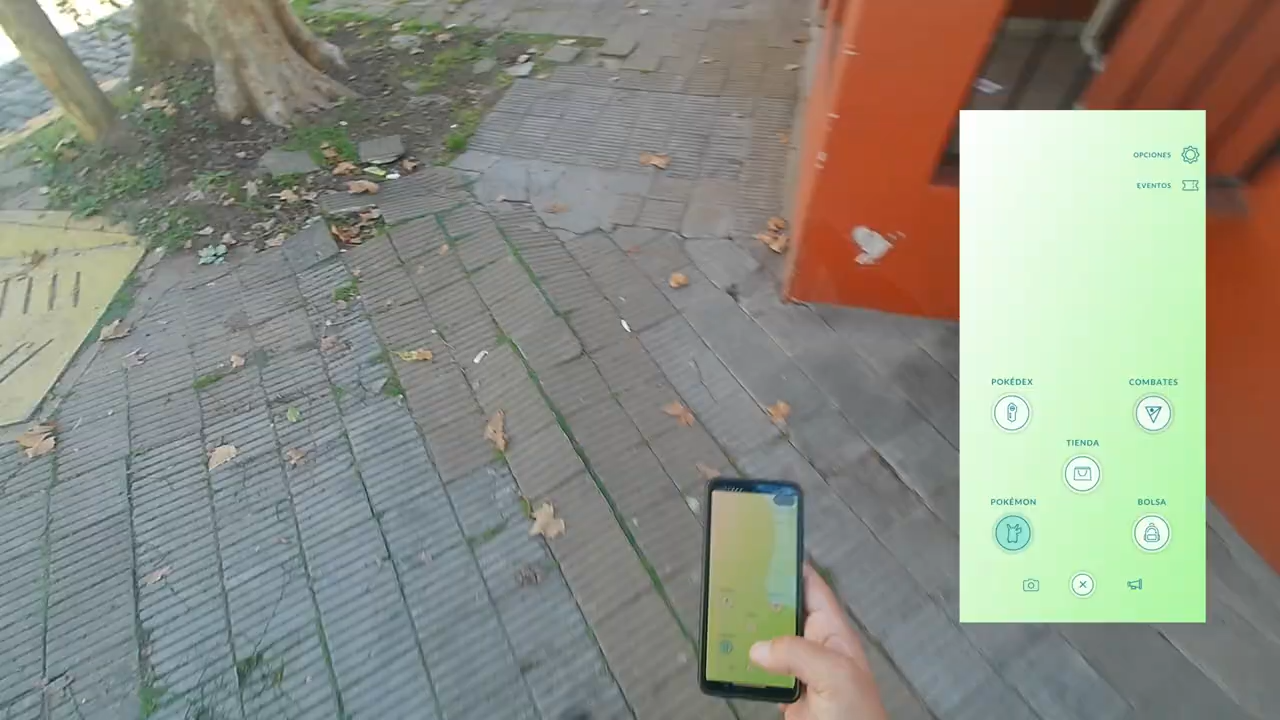 OPCIONES
EVENTOS
POKÉDEX
COMBATES
TIENDA
POKÉMON
BOLSA